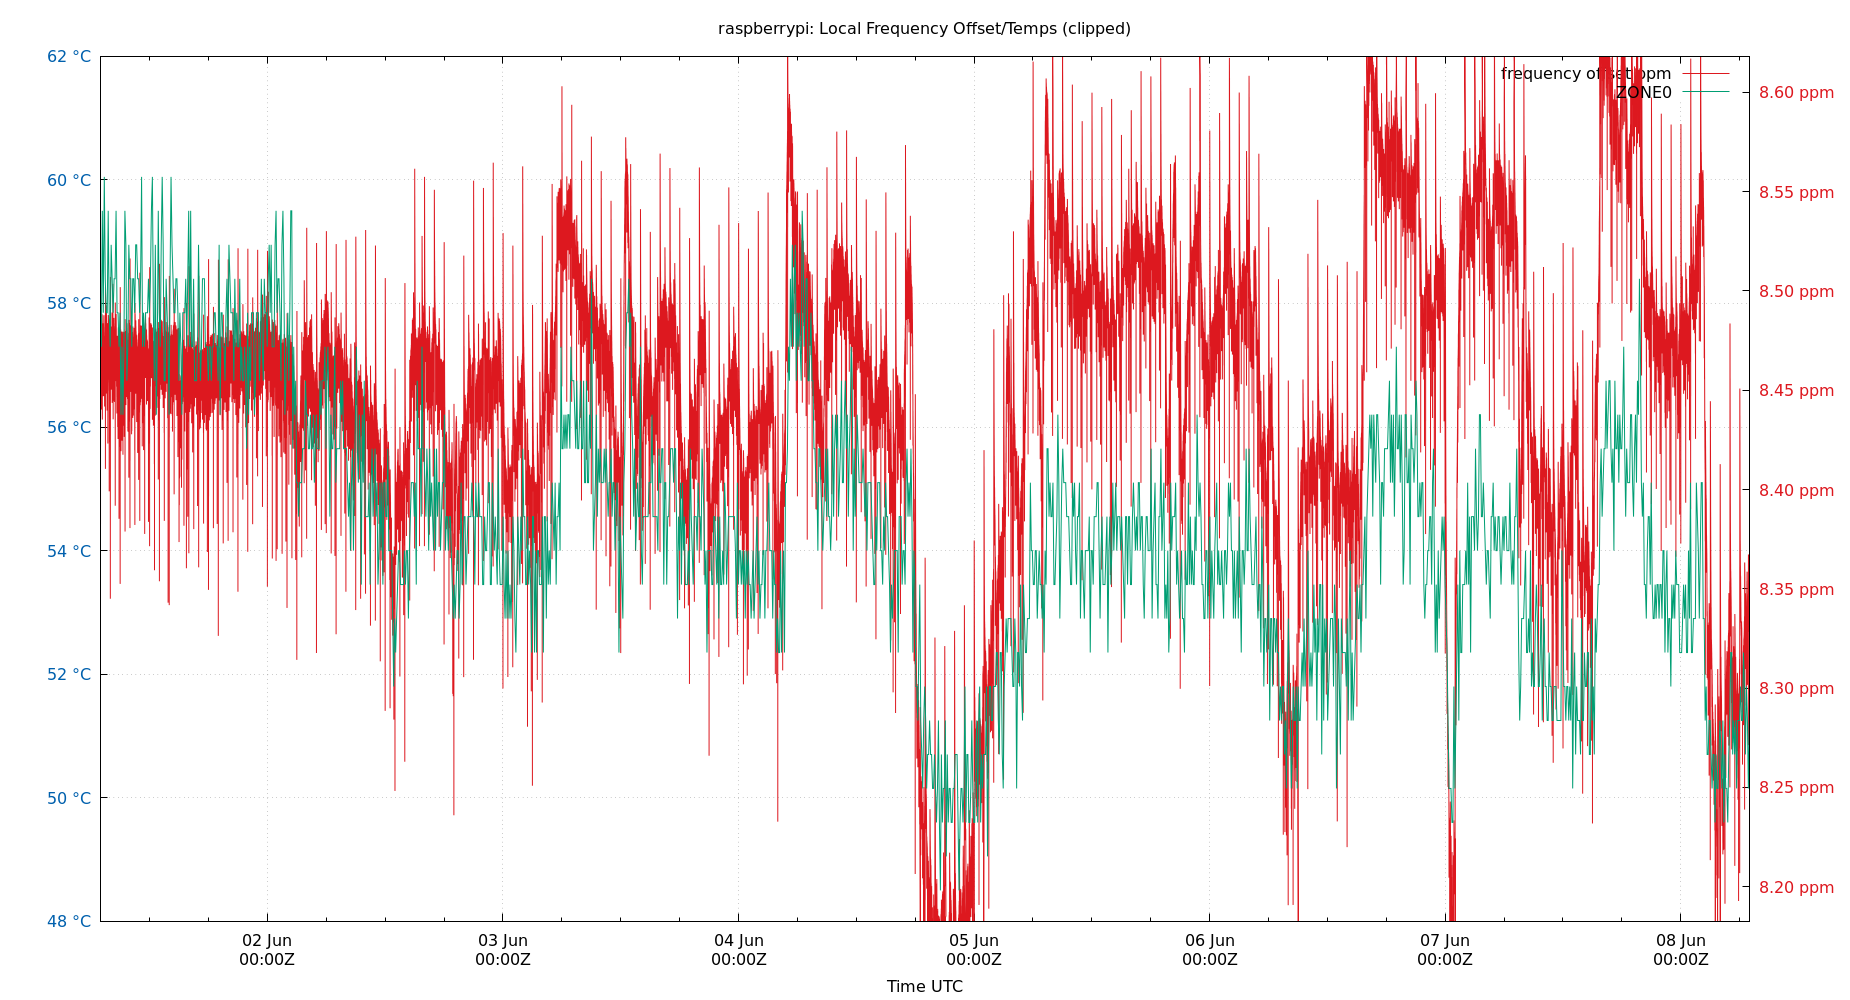 raspberrypi: Local Frequency Offset/Temps (clipped)
62 °C
60 °C
58 °C
56 °C
54 °C
52 °C
50 °C
48 °C
frequency offset ppm
ZONE0
8.60 ppm
8.55 ppm
8.50 ppm
8.45 ppm
8.40 ppm
8.35 ppm
8.30 ppm
8.25 ppm
8.20 ppm
02 Jun
00:00Z
03 Jun
00:00Z
04 Jun
00:00Z
05 Jun
00:00Z
06 Jun
00:00Z
07 Jun
00:00Z
08 Jun
00:00Z
Time UTC